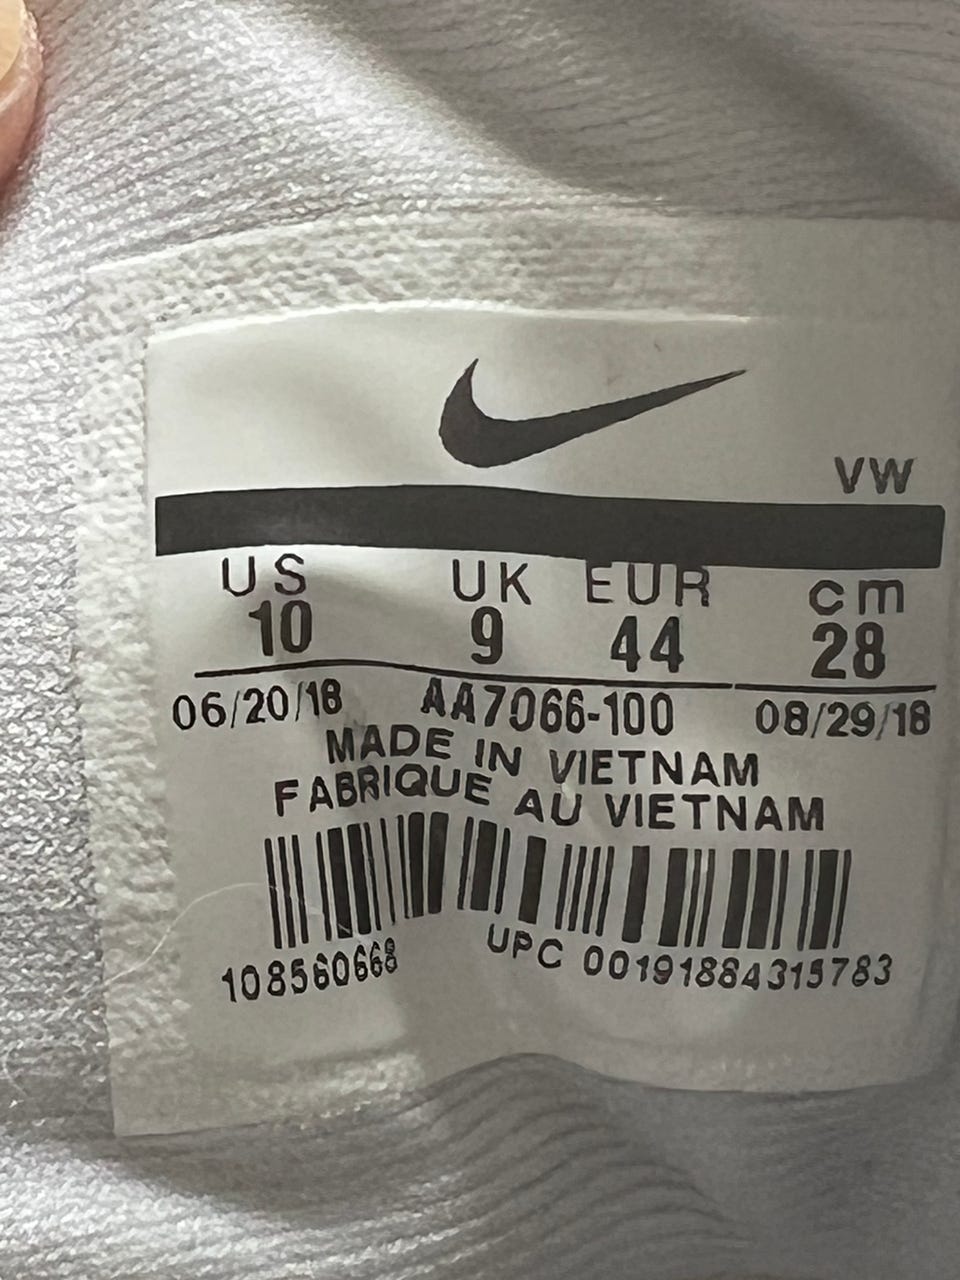 VW
US UK EUR cm
10 9 44 28
06/20/18 AA7066-100 08/29/18
MADE IN VIETNAM
FABRIQUE AU VIETNAM
108560668 UPC 00191884315783